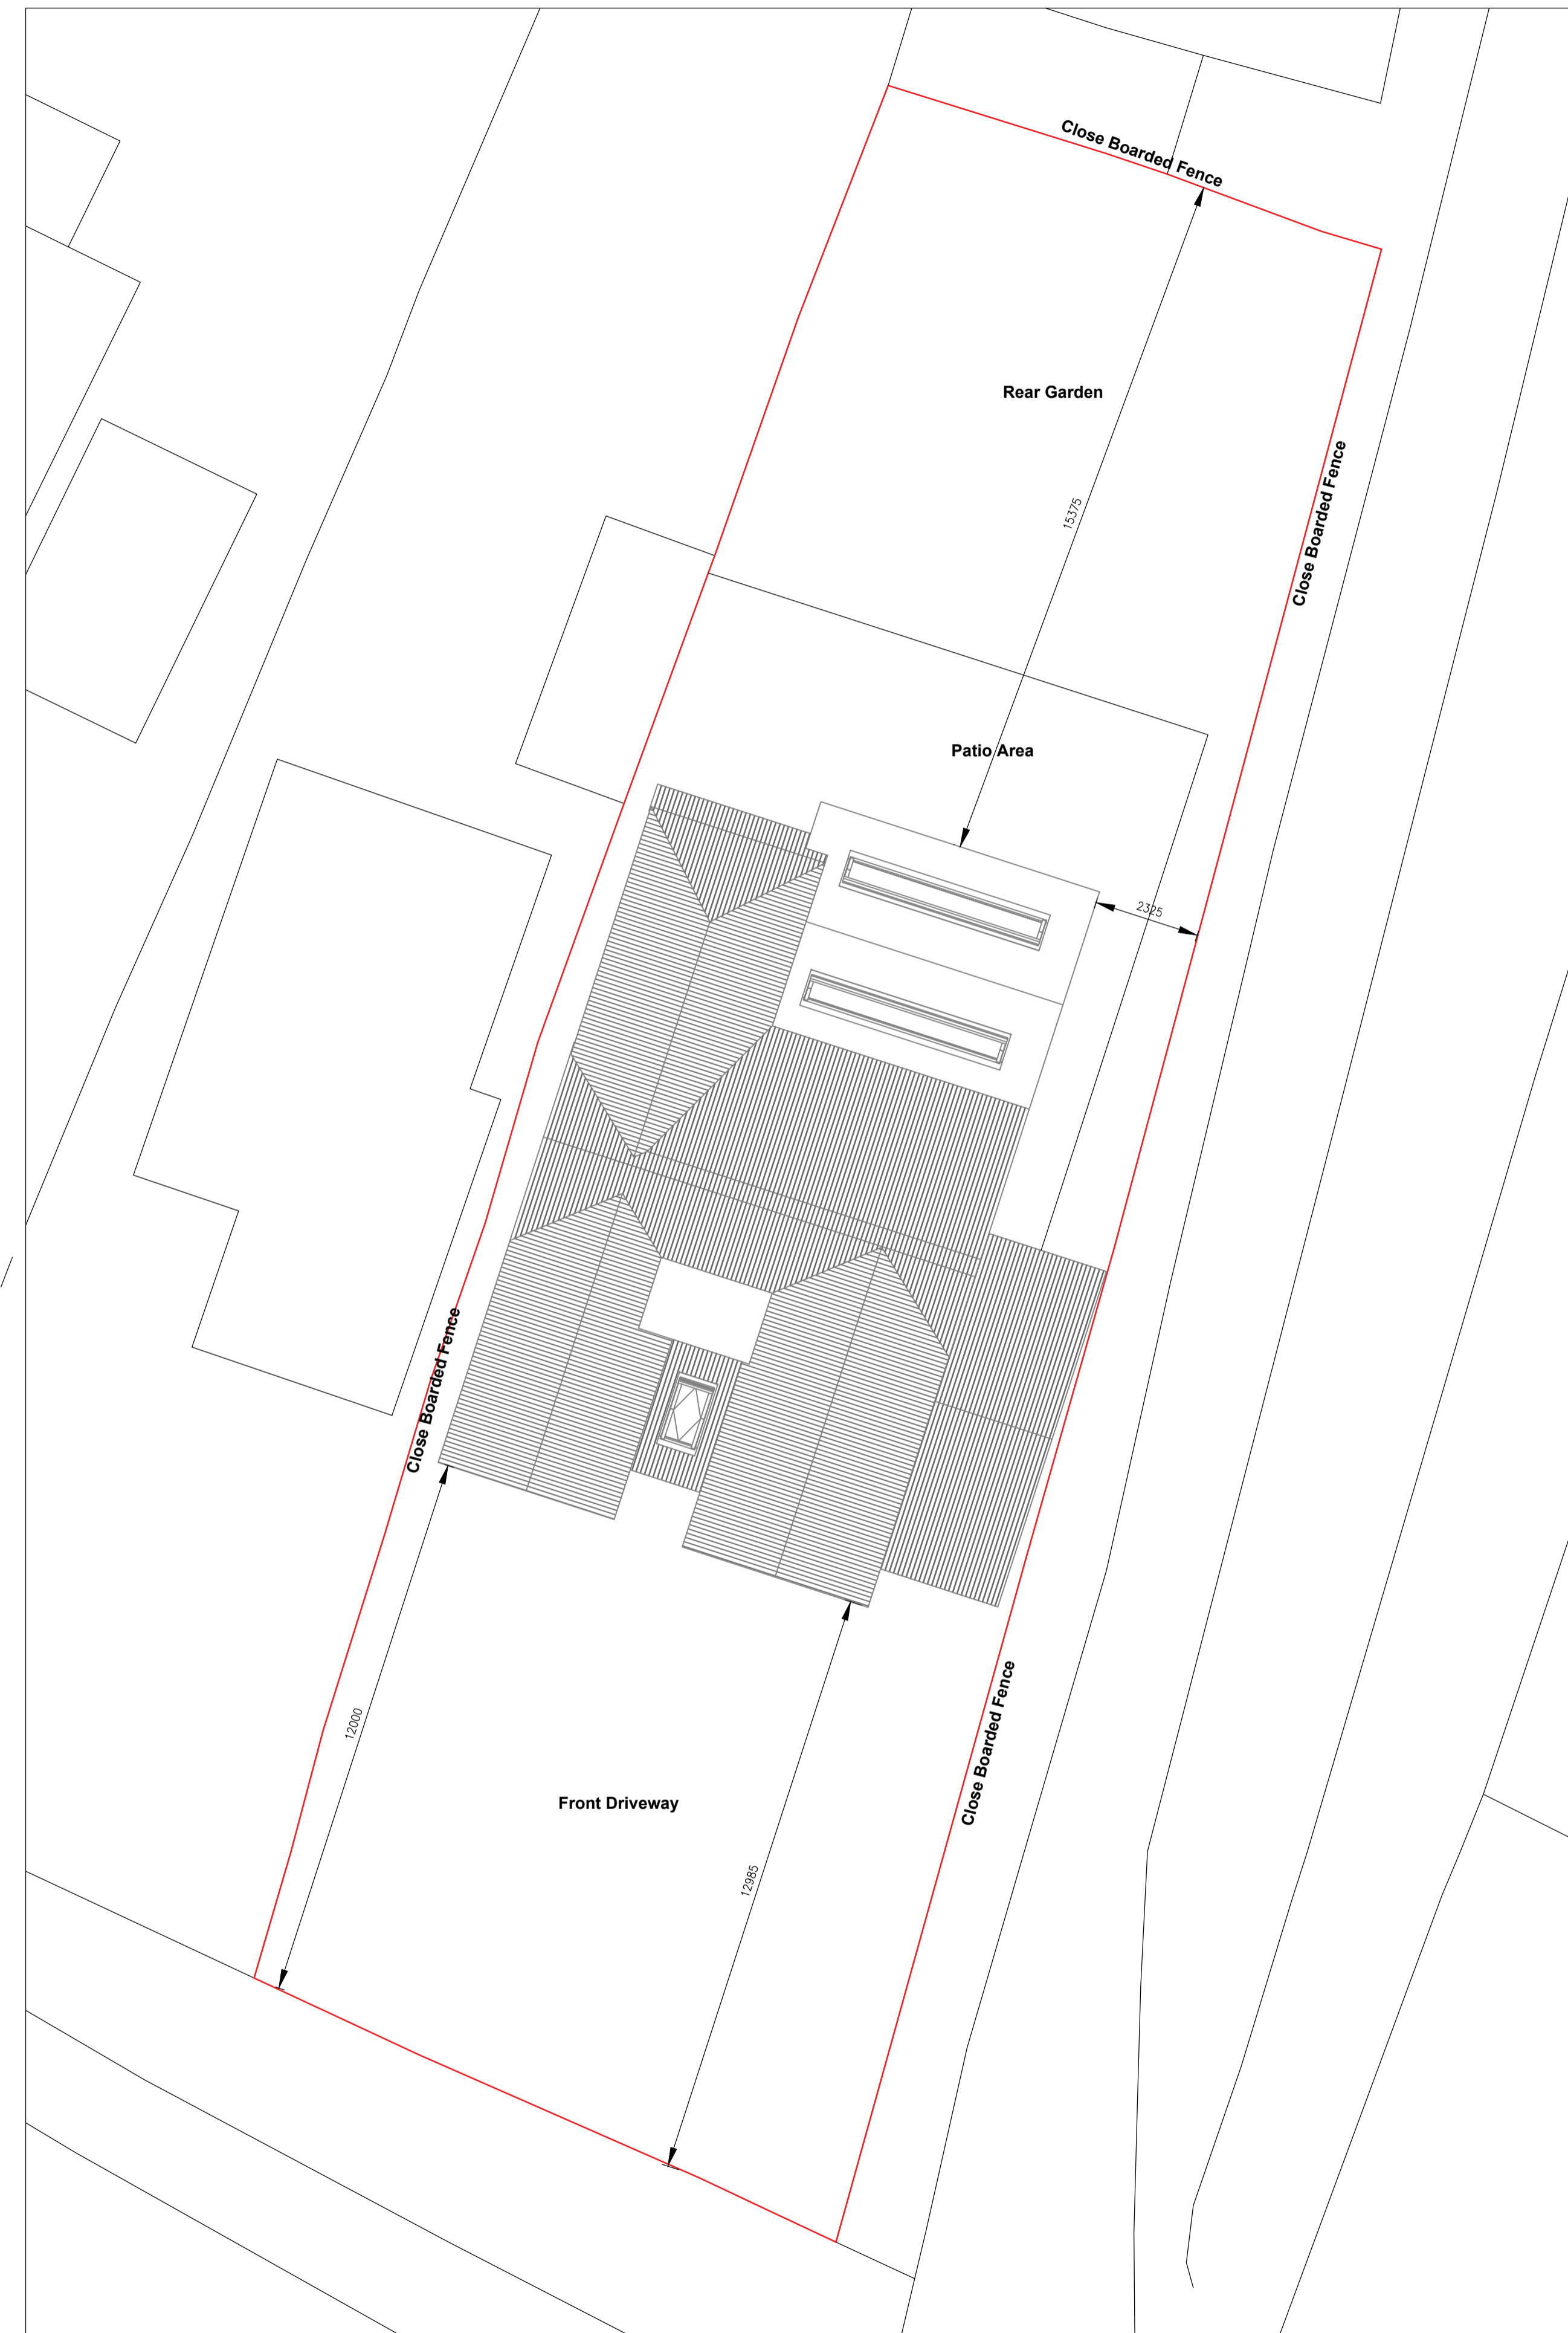 Close Boarded Fence
Rear Garden
Close Boarded Fence
15375
Patio Area
2325
Close Boarded Fence
12000
Close Boarded Fence
Front Driveway
12985